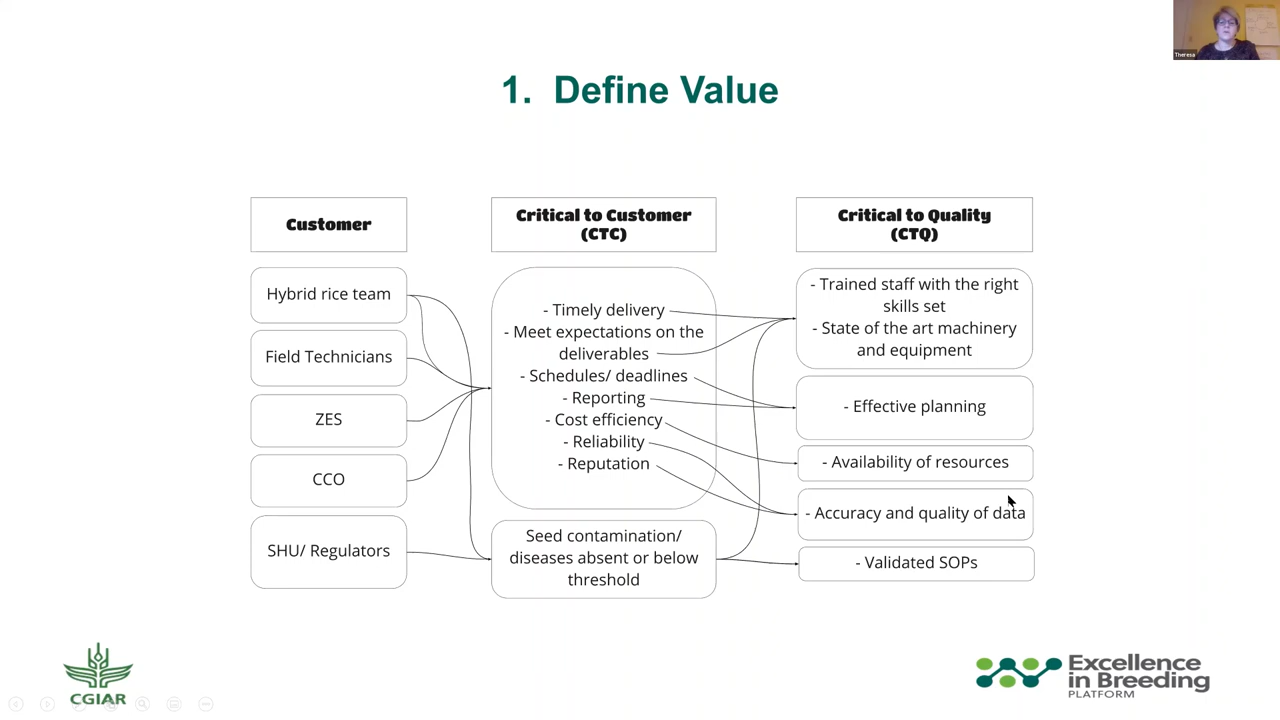 Theresa
1. Define Value
Customer
Critical to Customer
(CTC)
Critical to Quality
(CTQ)
Hybrid rice team
Field Technicians
ZES
CCO
SHU/ Regulators
- Timely delivery
- Meet expectations on the
deliverables
- Schedules/ deadlines
- Reporting
- Cost efficiency
- Reliability
- Reputation
Seed contamination/
diseases absent or below
threshold
- Trained staff with the right
skills set
- State of the art machinery
and equipment
- Effective planning
- Availability of resources
- Accuracy and quality of data
- Validated SOPs
CGIAR
Excellence
in Breeding
PLATFORM